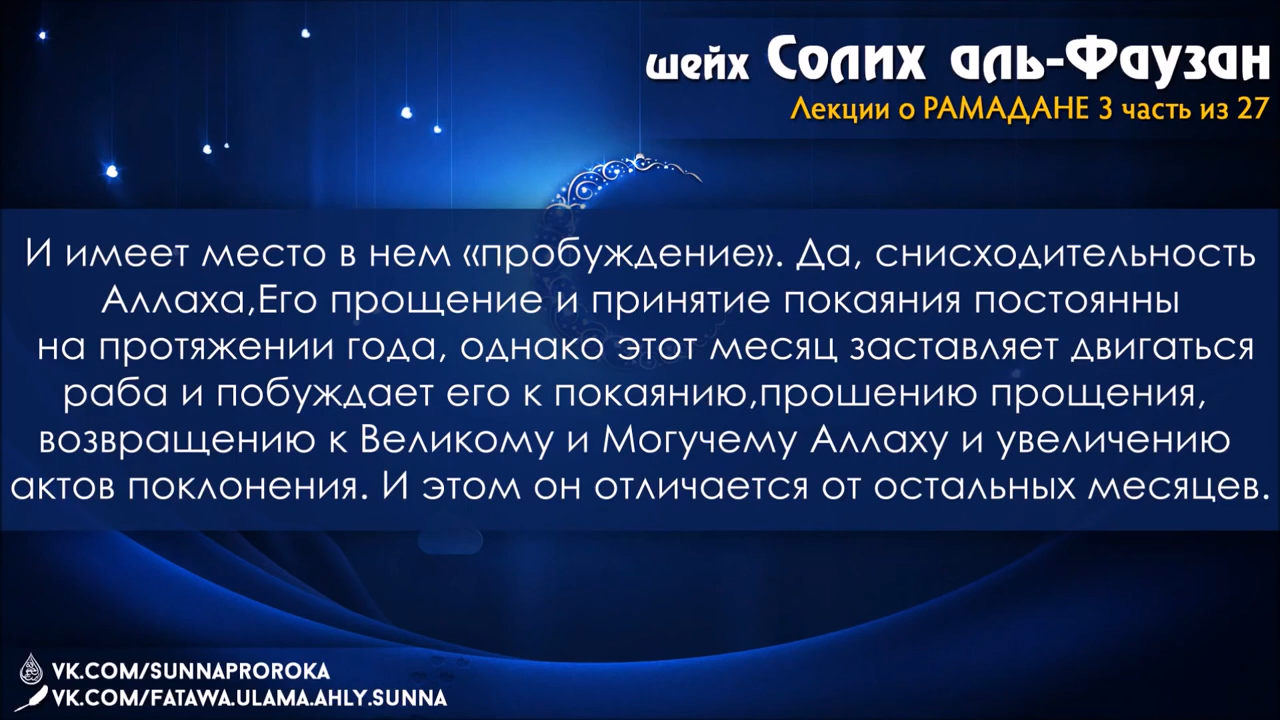 шейх Солих аль-Фаузан
Лекции о РАМАДАНЕ 3 часть из 27
И имеет место в нем «пробуждение». Да, снисходительность
Аллаха,Его прощение и принятие покаяния постоянны
на протяжении года, однако этот месяц заставляет двигаться
раба и побуждает его к покаянию,прошению прощения,
возвращению к Великому и Могучему Аллаху и увеличению
актов поклонения. И этом он отличается от остальных месяцев.
VK.COM/SUNNAPROROKA
VK.COM/FATAWA.ULAMA.AHLY.SUNNA